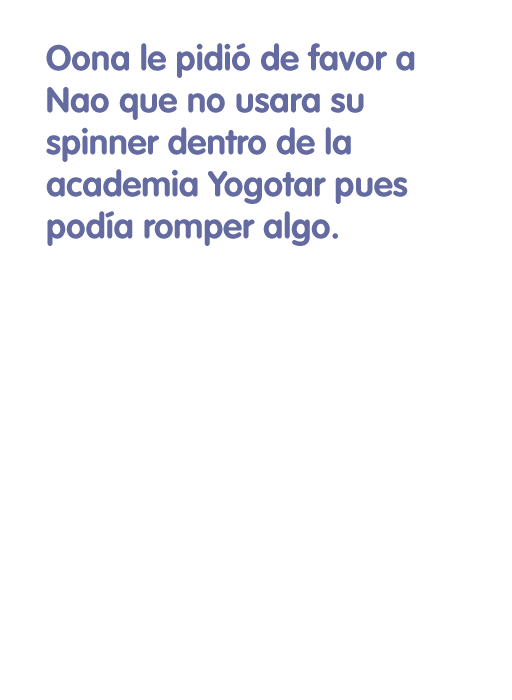 Oona le pidió de favor a
Nao que no usara su
spinner dentro de la
academia Yogotar pues
podía romper algo.